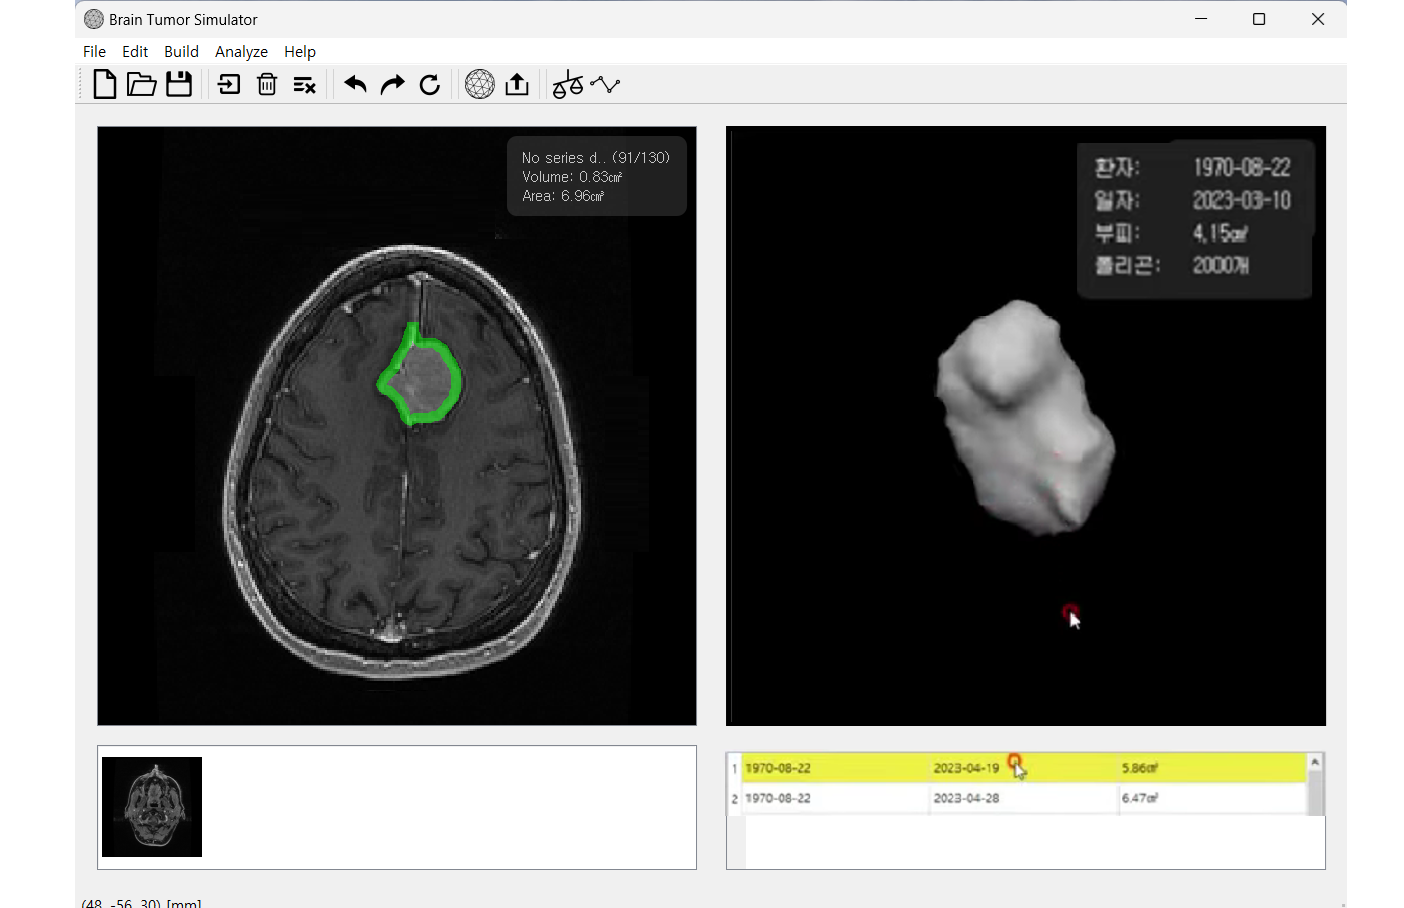 Brain Tumor Simulator
File Edit Build Analyze Help
No series d.. (91/130)
Volume: 0.83㎤
Area: 6.96㎠
환자: 1970-08-22
일자: 2023-03-10
부피: 4.15㎤
폴리곤: 2000개
1 1970-08-22 2023-04-19 5.86㎤
2 1970-08-22 2023-04-28 6.47㎤
(48, -56, 30) [mm]